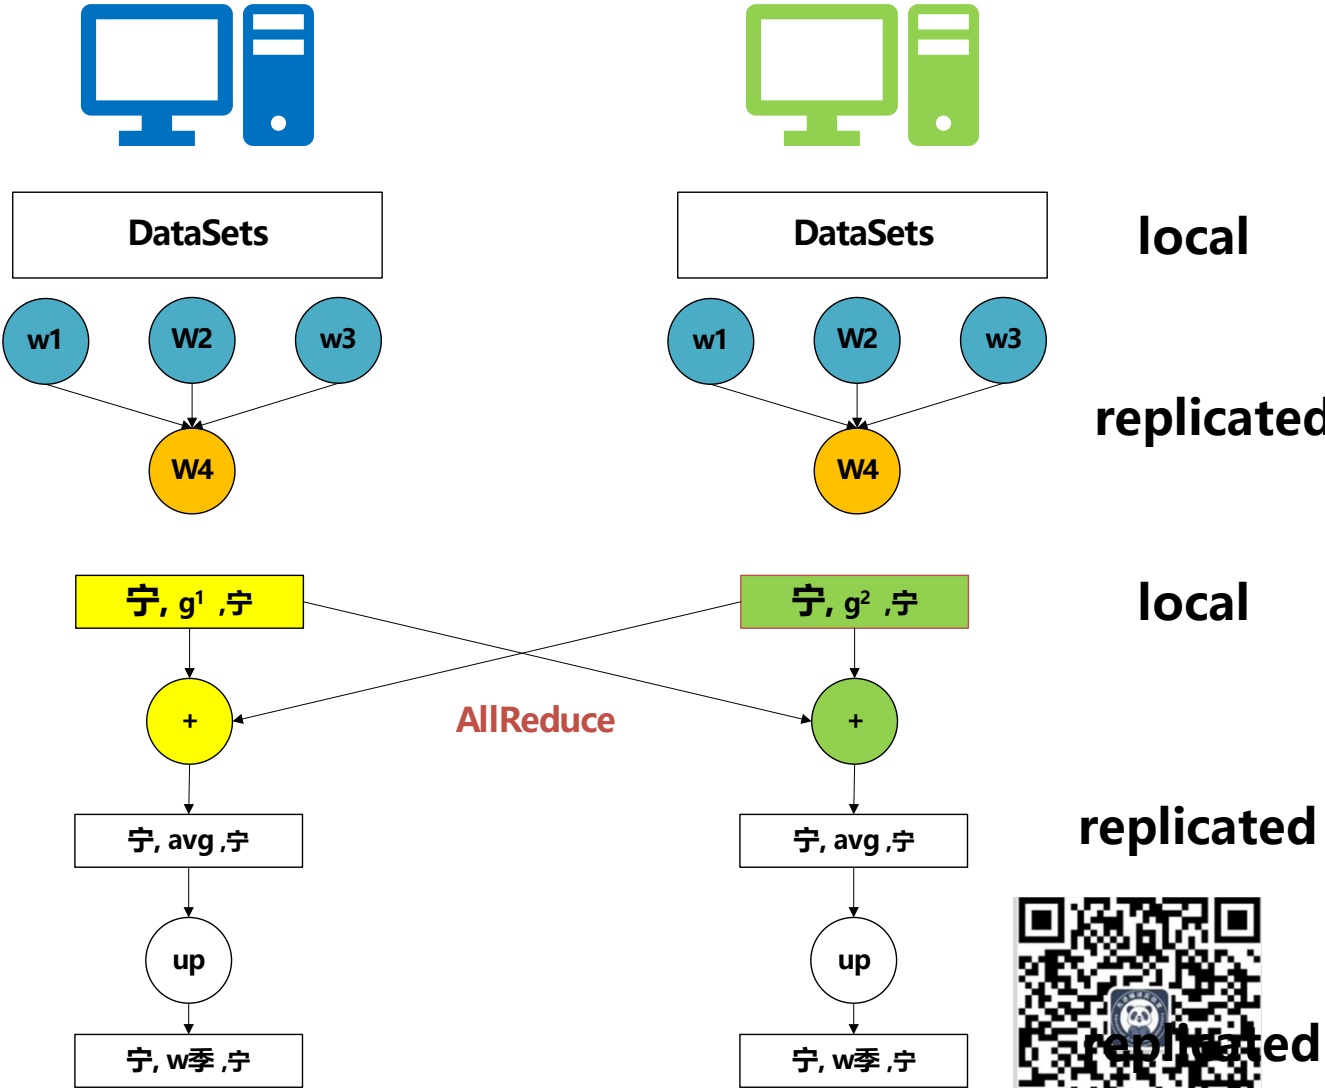 DataSets DataSets local
w1 W2 w3 w1 W2 w3
replicated
W4 W4
宁, g¹ ,宁 宁, g² ,宁 local
+ AllReduce +
宁, avg ,宁 宁, avg ,宁 replicated
up up
宁, w季 ,宁 宁, w季 ,宁 replicated